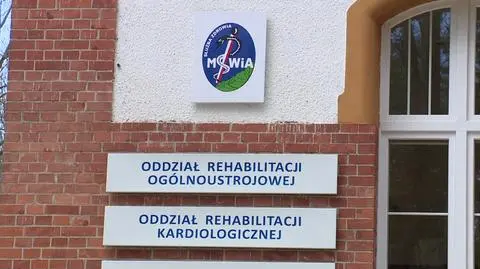 SŁUŻBA ZDROWIA
MSWiA
ODDZIAŁ REHABILITACJI
OGÓLNOUSTROJOWEJ
ODDZIAŁ REHABILITACJI
KARDIOLOGICZNEJ